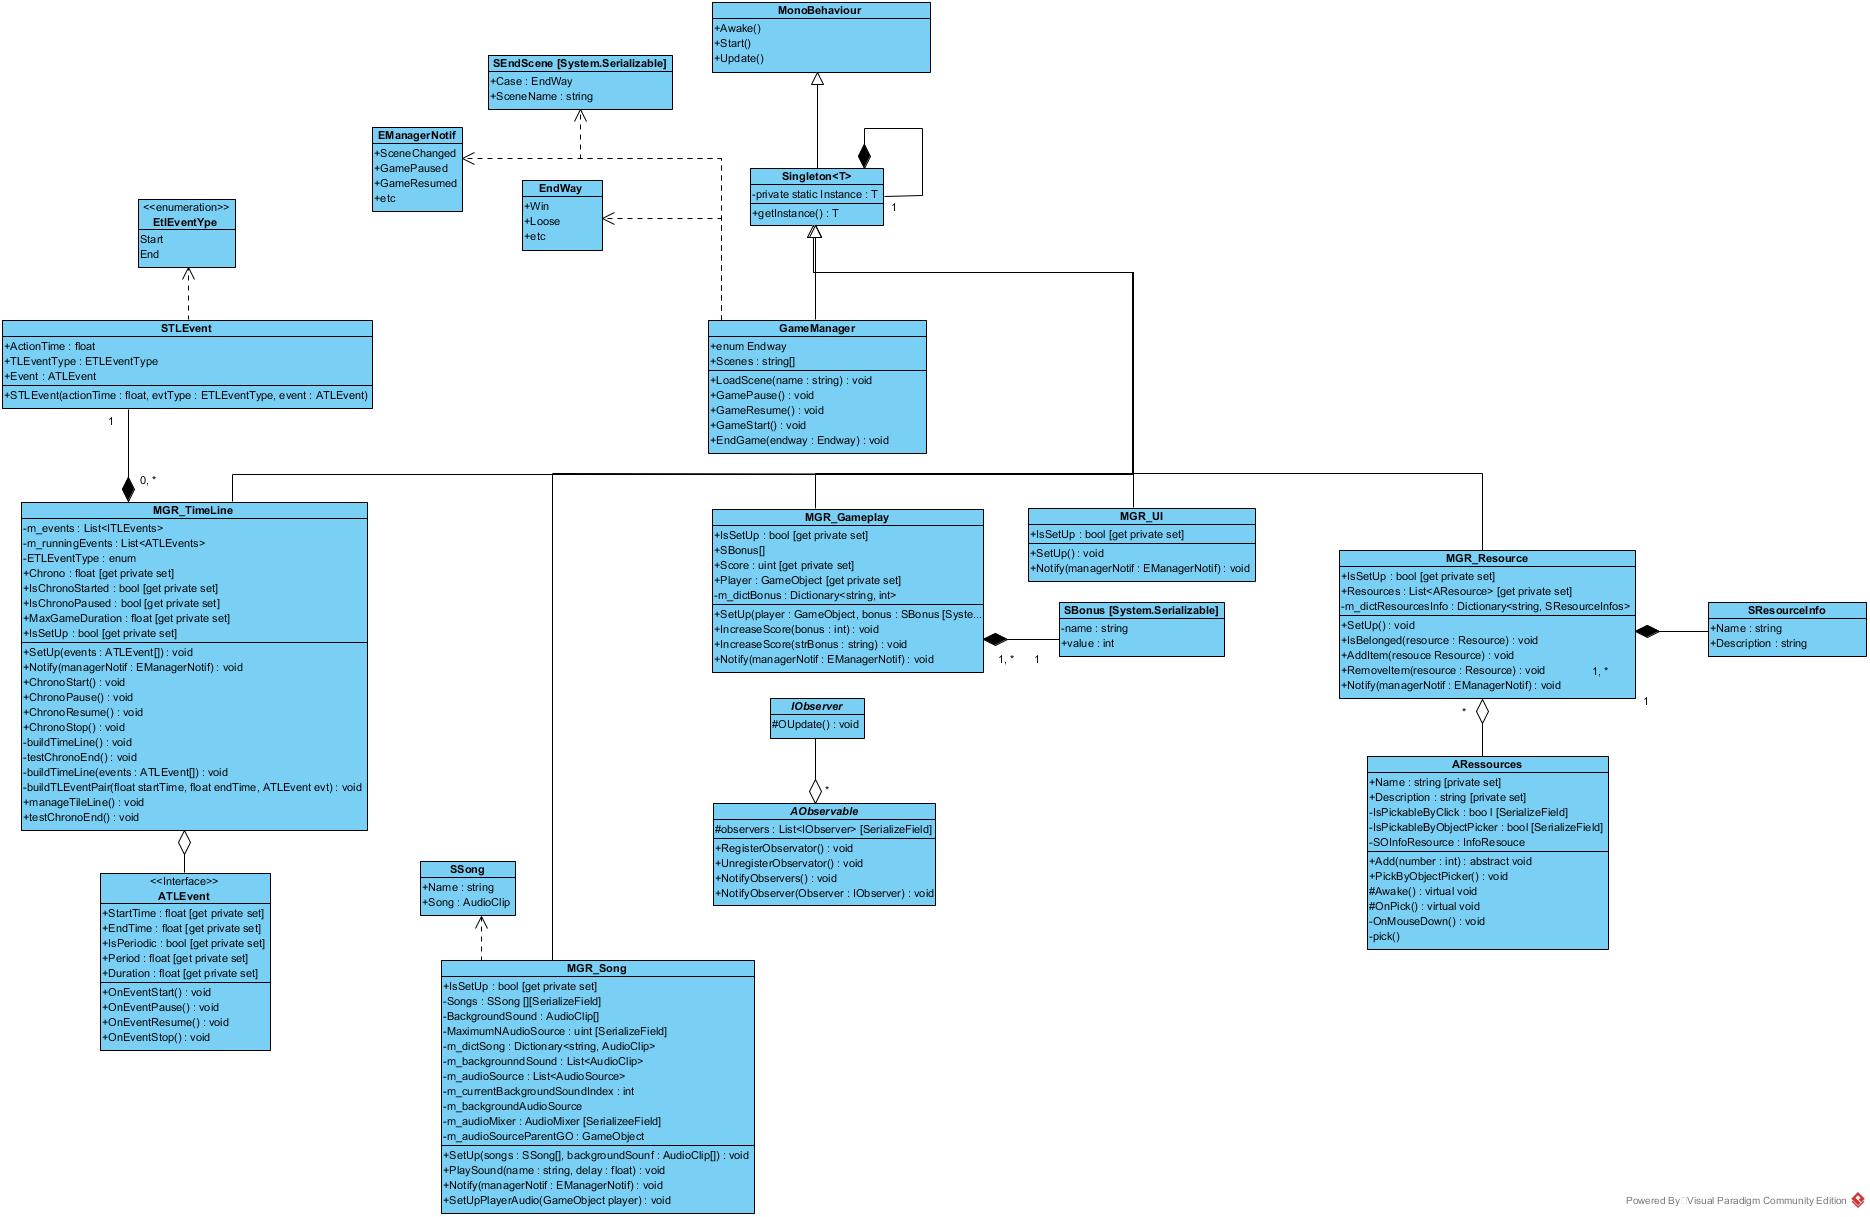 MonoBehaviour
+Awake()
+Start()
+Update()
SEndScene [System.Serializable]
+Case : EndWay
+SceneName : string
EManagerNotif
+SceneChanged
+GamePaused
+GameResumed
+etc
EndWay
+Win
+Loose
+etc
Singleton<T>
-private static Instance : T
+getInstance() : T
1
<<enumeration>>
EtlEventYpe
Start
End
STLEvent
+ActionTime : float
+TLEventType : ETLEventType
+Event : ATLEvent
+STLEvent(actionTime : float, evtType : ETLEventType, event : ATLEvent)
1
0, *
GameManager
+enum Endway
+Scenes : string[]
+LoadScene(name : string) : void
+GamePause() : void
+GameResume() : void
+GameStart() : void
+EndGame(endway : Endway) : void
MGR_TimeLine
-m_events : List<ITLEvents>
-m_runningEvents : List<ATLEvents>
-ETLEventType : enum
+Chrono : float [get private set]
+IsChronoStarted : bool [get private set]
+IsChronoPaused : bool [get private set]
+MaxGameDuration : float [get private set]
+IsSetUp : bool [get private set]
+SetUp(events : ATLEvent[]) : void
+Notify(managerNotif : EManagerNotif) : void
+ChronoStart() : void
+ChronoPause() : void
+ChronoResume() : void
+ChronoStop() : void
-buildTimeLine() : void
-testChronoEnd() : void
-buildTimeLine(events : ATLEvent[]) : void
-buildTLEventPair(float startTime, float endTime, ATLEvent evt) : void
+manageTileLine() : void
+testChronoEnd() : void
<<Interface>>
ATLEvent
+StartTime : float [get private set]
+EndTime : float [get private set]
+IsPeriodic : bool [get private set]
+Period : float [get private set]
+Duration : float [get private set]
+OnEventStart() : void
+OnEventPause() : void
+OnEventResume() : void
+OnEventStop() : void
MGR_Gameplay
+IsSetUp : bool [get private set]
+SBonus[]
+Score : uint [get private set]
+Player : GameObject [get private set]
-m_dictBonus : Dictionary<string, int>
+SetUp(player : GameObject, bonus : SBonus [Syste...
+IncreaseScore(bonus : int) : void
+IncreaseScore(strBonus : string) : void
+Notify(managerNotif : EManagerNotif) : void
1, *
1
MGR_UI
+IsSetUp : bool [get private set]
+SetUp() : void
+Notify(managerNotif : EManagerNotif) : void
SBonus [System.Serializable]
-name : string
+value : int
MGR_Resource
+IsSetUp : bool [get private set]
+Resources : List<AResource> [get private set]
-m_dictResourcesInfo : Dictionary<string, SResourceInfos>
+SetUp() : void
+IsBelonged(resource : Resource) : void
+AddItem(resouce Resource) : void
+RemoveItem(resource : Resource) : void
+Notify(managerNotif : EManagerNotif) : void
1, *
1
*
SResourceInfo
+Name : string
+Description : string
IObserver
#OUpdate() : void
*
AObservable
#observers : List<IObserver> [SerializeField]
+RegisterObservator() : void
+UnregisterObservator() : void
+NotifyObservers() : void
+NotifyObserver(Observer : IObserver) : void
ARessources
+Name : string [private set]
+Description : string [private set]
-IsPickableByClick : boo l [SerializeField]
-IsPickableByObjectPicker : bool [SerializeField]
-SOInfoResource : InfoResouce
+Add(number : int) : abstract void
+PickByObjectPicker() : void
#Awake() : virtual void
#OnPick() : virtual void
-OnMouseDown() : void
-pick()
SSong
+Name : string
+Song : AudioClip
MGR_Song
+IsSetUp : bool [get private set]
-Songs : SSong [][SerializeField]
-BackgroundSound : AudioClip[]
-MaximumNAudioSource : uint [SerializeField]
-m_dictSong : Dictionary<string, AudioClip>
-m_backgrounndSound : List<AudioClip>
-m_audioSource : List<AudioSource>
-m_currentBackgroundSoundIndex : int
-m_backgroundAudioSource
-m_audioMixer : AudioMixer [SerializeeField]
-m_audioSourceParentGO : GameObject
+SetUp(songs : SSong[], backgroundSounf : AudioClip[]) : void
+PlaySound(name : string, delay : float) : void
+Notify(managerNotif : EManagerNotif) : void
+SetUpPlayerAudio(GameObject player) : void
Powered By Visual Paradigm Community Edition